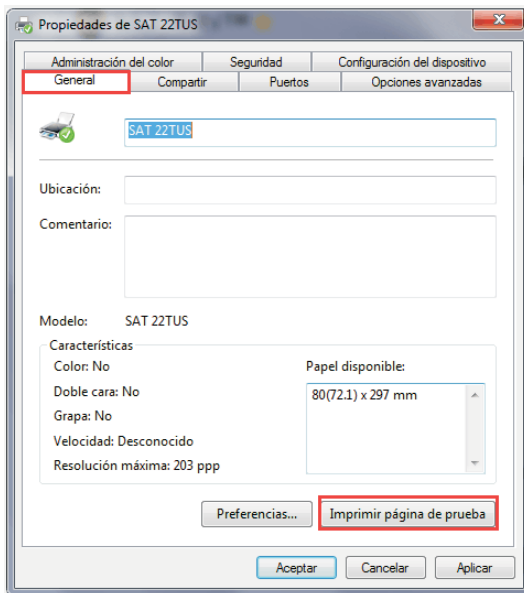 Propiedades de SAT 22TUS
Administración del color Seguridad Configuración del dispositivo
General Compartir Puertos Opciones avanzadas
SAT 22TUS
Ubicación:
Comentario:
Modelo: SAT 22TUS
Características
Color: No
Doble cara: No
Grapa: No
Velocidad: Desconocido
Resolución máxima: 203 ppp
Papel disponible:
80(72.1) x 297 mm
Preferencias... Imprimir página de prueba
Aceptar Cancelar Aplicar